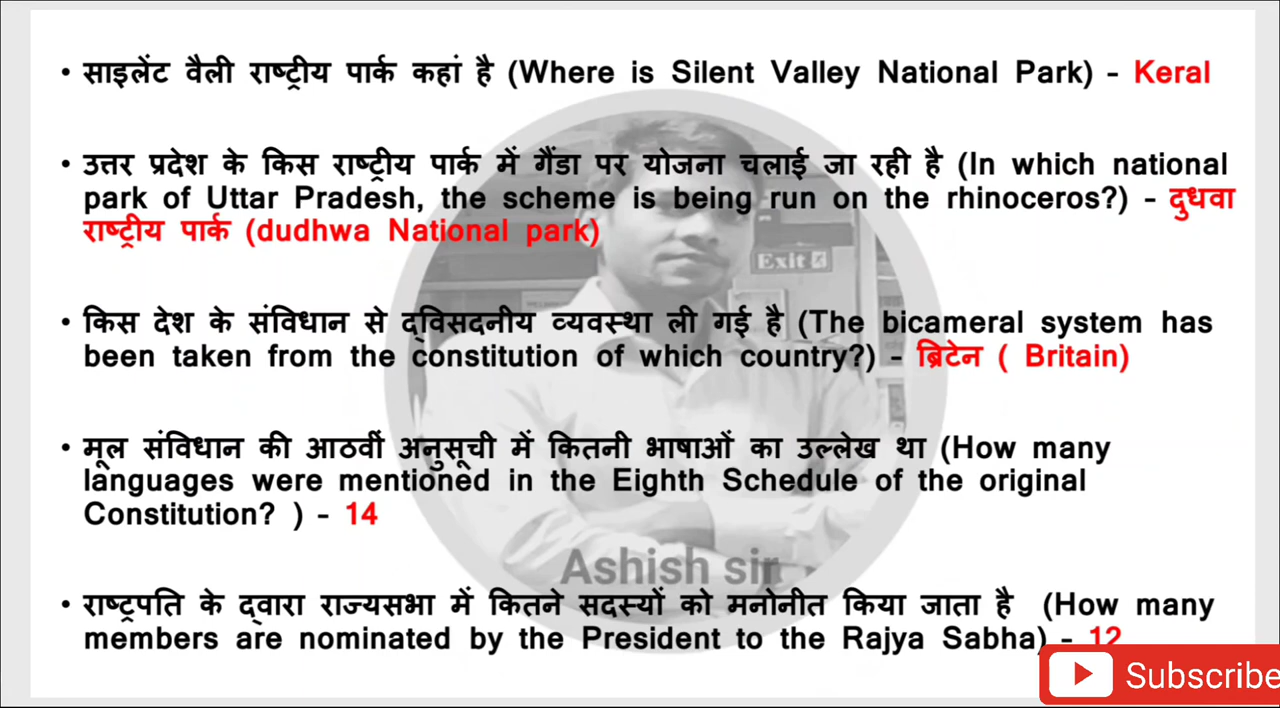 • साइलेंट वैली राष्ट्रीय पार्क कहां है (Where is Silent Valley National Park) - Keral
• उत्तर प्रदेश के किस राष्ट्रीय पार्क में गैंडा पर योजना चलाई जा रही है (In which national
park of Uttar Pradesh, the scheme is being run on the rhinoceros?) - दुधवा
राष्ट्रीय पार्क (dudhwa National park)
Exit
• किस देश के संविधान से द्विसदनीय व्यवस्था ली गई है (The bicameral system has
been taken from the constitution of which country?) - ब्रिटेन ( Britain)
• मूल संविधान की आठवीं अनुसूची में कितनी भाषाओं का उल्लेख था (How many
languages were mentioned in the Eighth Schedule of the original
Constitution? ) - 14
Ashish sir
• राष्ट्रपति के द्वारा राज्यसभा में कितने सदस्यों को मनोनीत किया जाता है (How many
members are nominated by the President to the Rajya Sabha) - 12
Subscribe